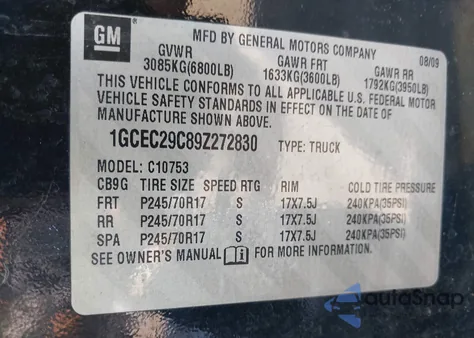 GM
MFD BY GENERAL MOTORS COMPANY 08/09
GVWR GAWR FRT GAWR RR
3085KG(6800LB) 1633KG(3600LB) 1792KG(3950LB)
THIS VEHICLE CONFORMS TO ALL APPLICABLE U.S. FEDERAL MOTOR
VEHICLE SAFETY STANDARDS IN EFFECT ON THE DATE OF
MANUFACTURE SHOWN ABOVE.
1GCEC29C89Z272830 TYPE: TRUCK
MODEL: C10753
CB9G TIRE SIZE SPEED RTG RIM COLD TIRE PRESSURE
FRT P245/70R17 S 17X7.5J 240KPA(35PSI)
RR P245/70R17 S 17X7.5J 240KPA(35PSI)
SPA P245/70R17 S 17X7.5J 240KPA(35PSI)
SEE OWNER'S MANUAL FOR MORE INFORMATION.
autoSnap